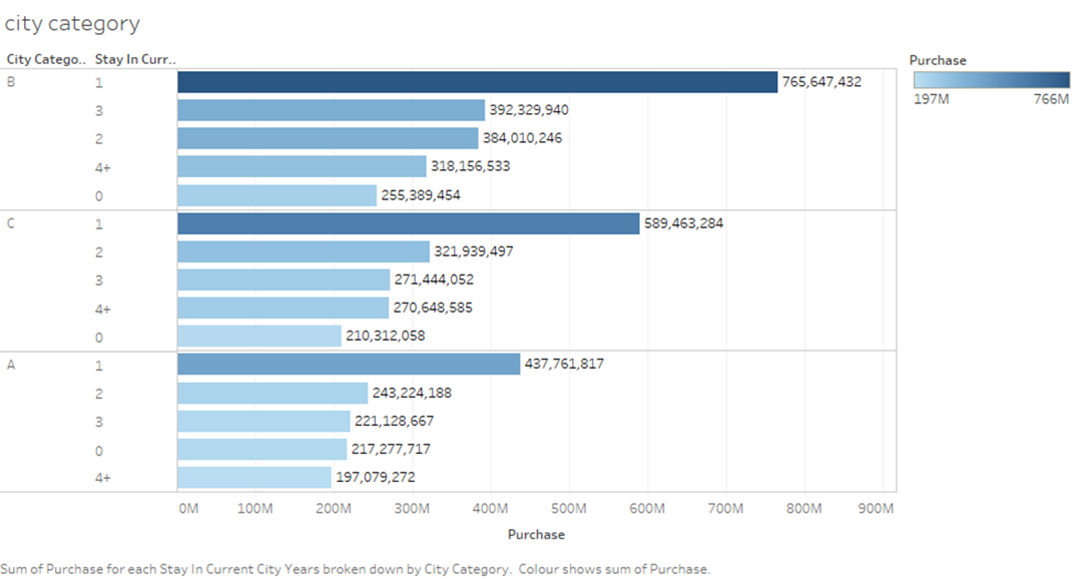 city category
City Catego.. Stay In Curr..
B 1 765,647,432
3 392,329,940
2 384,010,246
4+ 318,156,533
0 255,389,454
C 1 589,463,284
2 321,939,497
3 271,444,052
4+ 270,648,585
0 210,312,058
A 1 437,761,817
2 243,224,188
3 221,128,667
0 217,277,717
4+ 197,079,272
0M 100M 200M 300M 400M 500M 600M 700M 800M 900M
Purchase
Purchase
197M 766M
Sum of Purchase for each Stay In Current City Years broken down by City Category. Colour shows sum of Purchase.